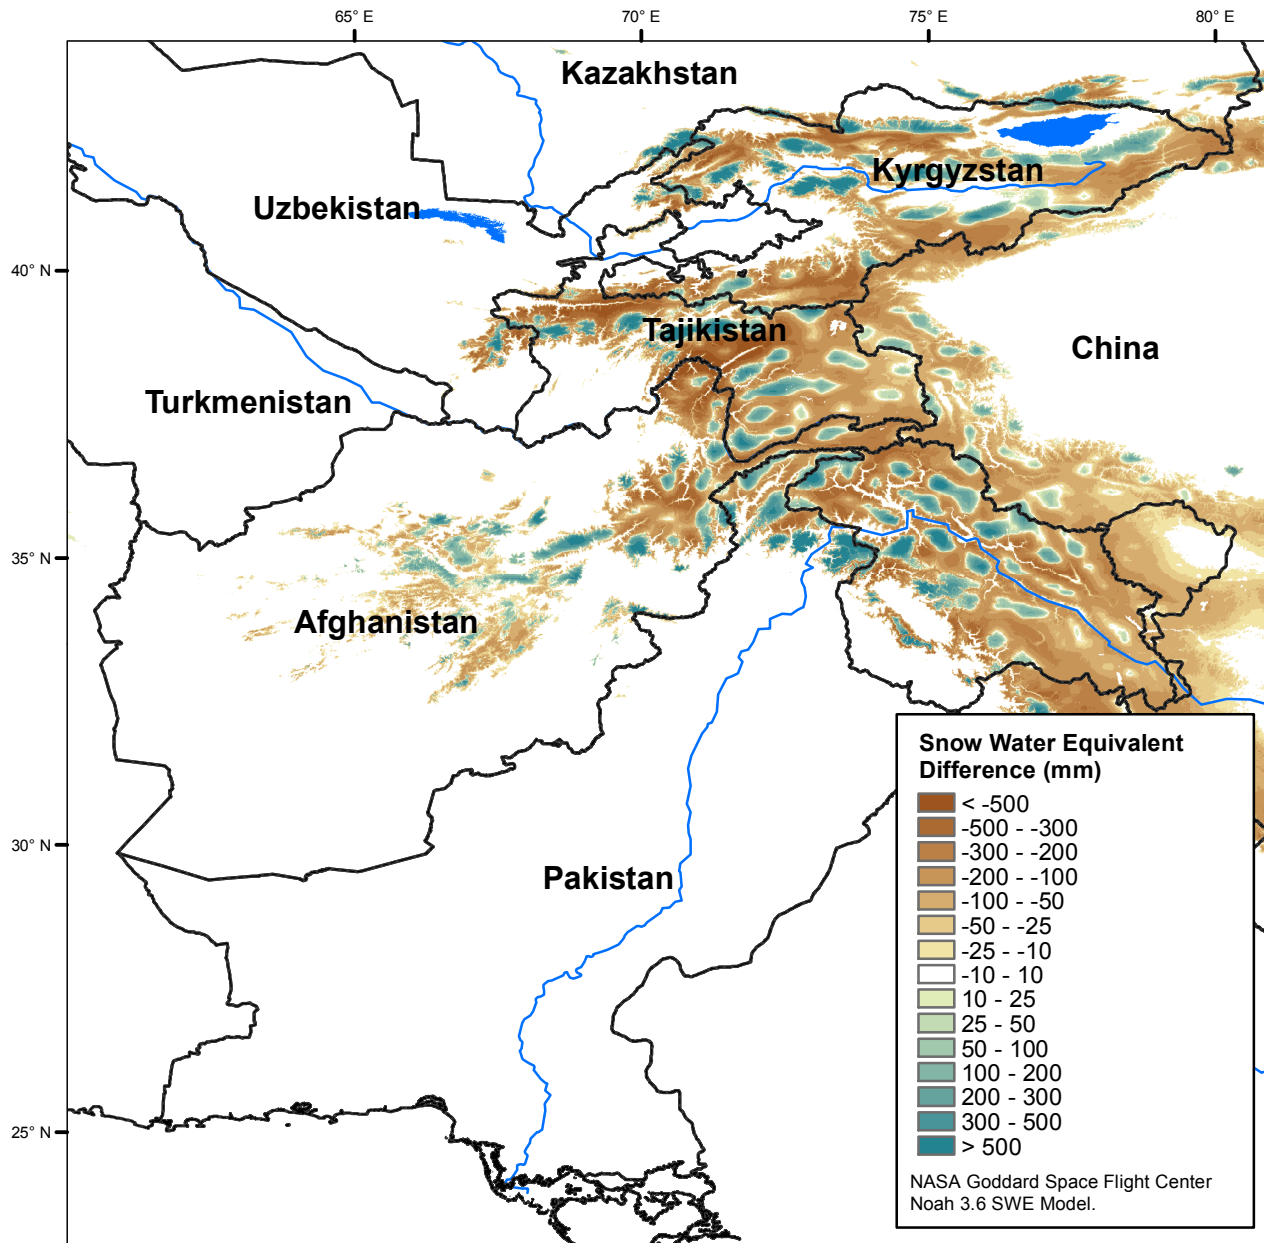 65° E
70° E
75° E
80° E
Kazakhstan
Kyrgyzstan
Uzbekistan
40° N
Tajikistan
China
Turkmenistan
35° N
Afghanistan
Snow Water Equivalent
Difference (mm)
< -500
-500 - -300
-300 - -200
-200 - -100
-100 - -50
-50 - -25
-25 - -10
-10 - 10
10 - 25
25 - 50
50 - 100
100 - 200
200 - 300
300 - 500
> 500
NASA Goddard Space Flight Center
Noah 3.6 SWE Model.
30° N
Pakistan
25° N